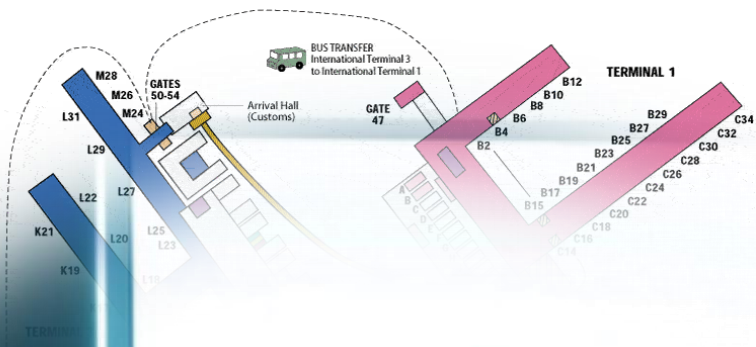 BUS TRANSFER
International Terminal 3
to International Terminal 1
TERMINAL 1
M28
GATES
50-54
M26
M24
L31
Arrival Hall
(Customs)
GATE
47
B12
B10
B8
B6
B4
B2
B29
B27
B25
B23
B21
B19
B17
B15
C34
C32
C30
C28
C26
C24
C22
C20
C18
C16
C14
L29
L27
L25
L23
L22
L20
L18
K21
K19
A
B
C
D
TERMINAL